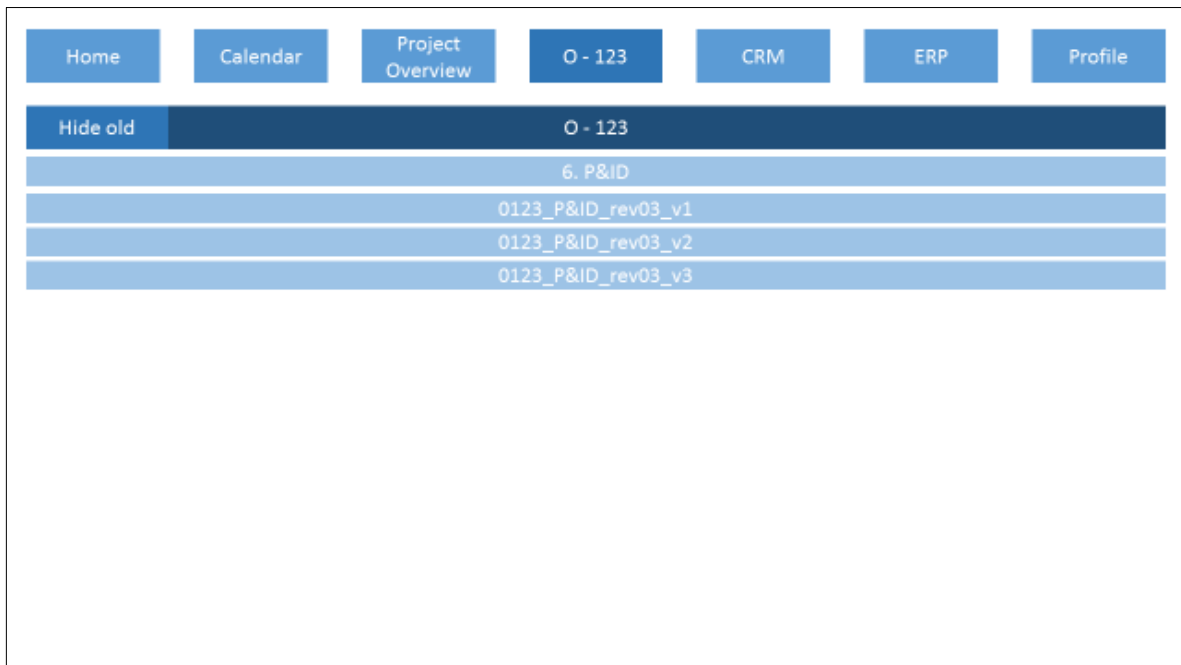 Home
Calendar
Project
Overview
O - 123
CRM
ERP
Profile
Hide old
O - 123
6. P&ID
0123_P&ID_rev03_v1
0123_P&ID_rev03_v2
0123_P&ID_rev03_v3